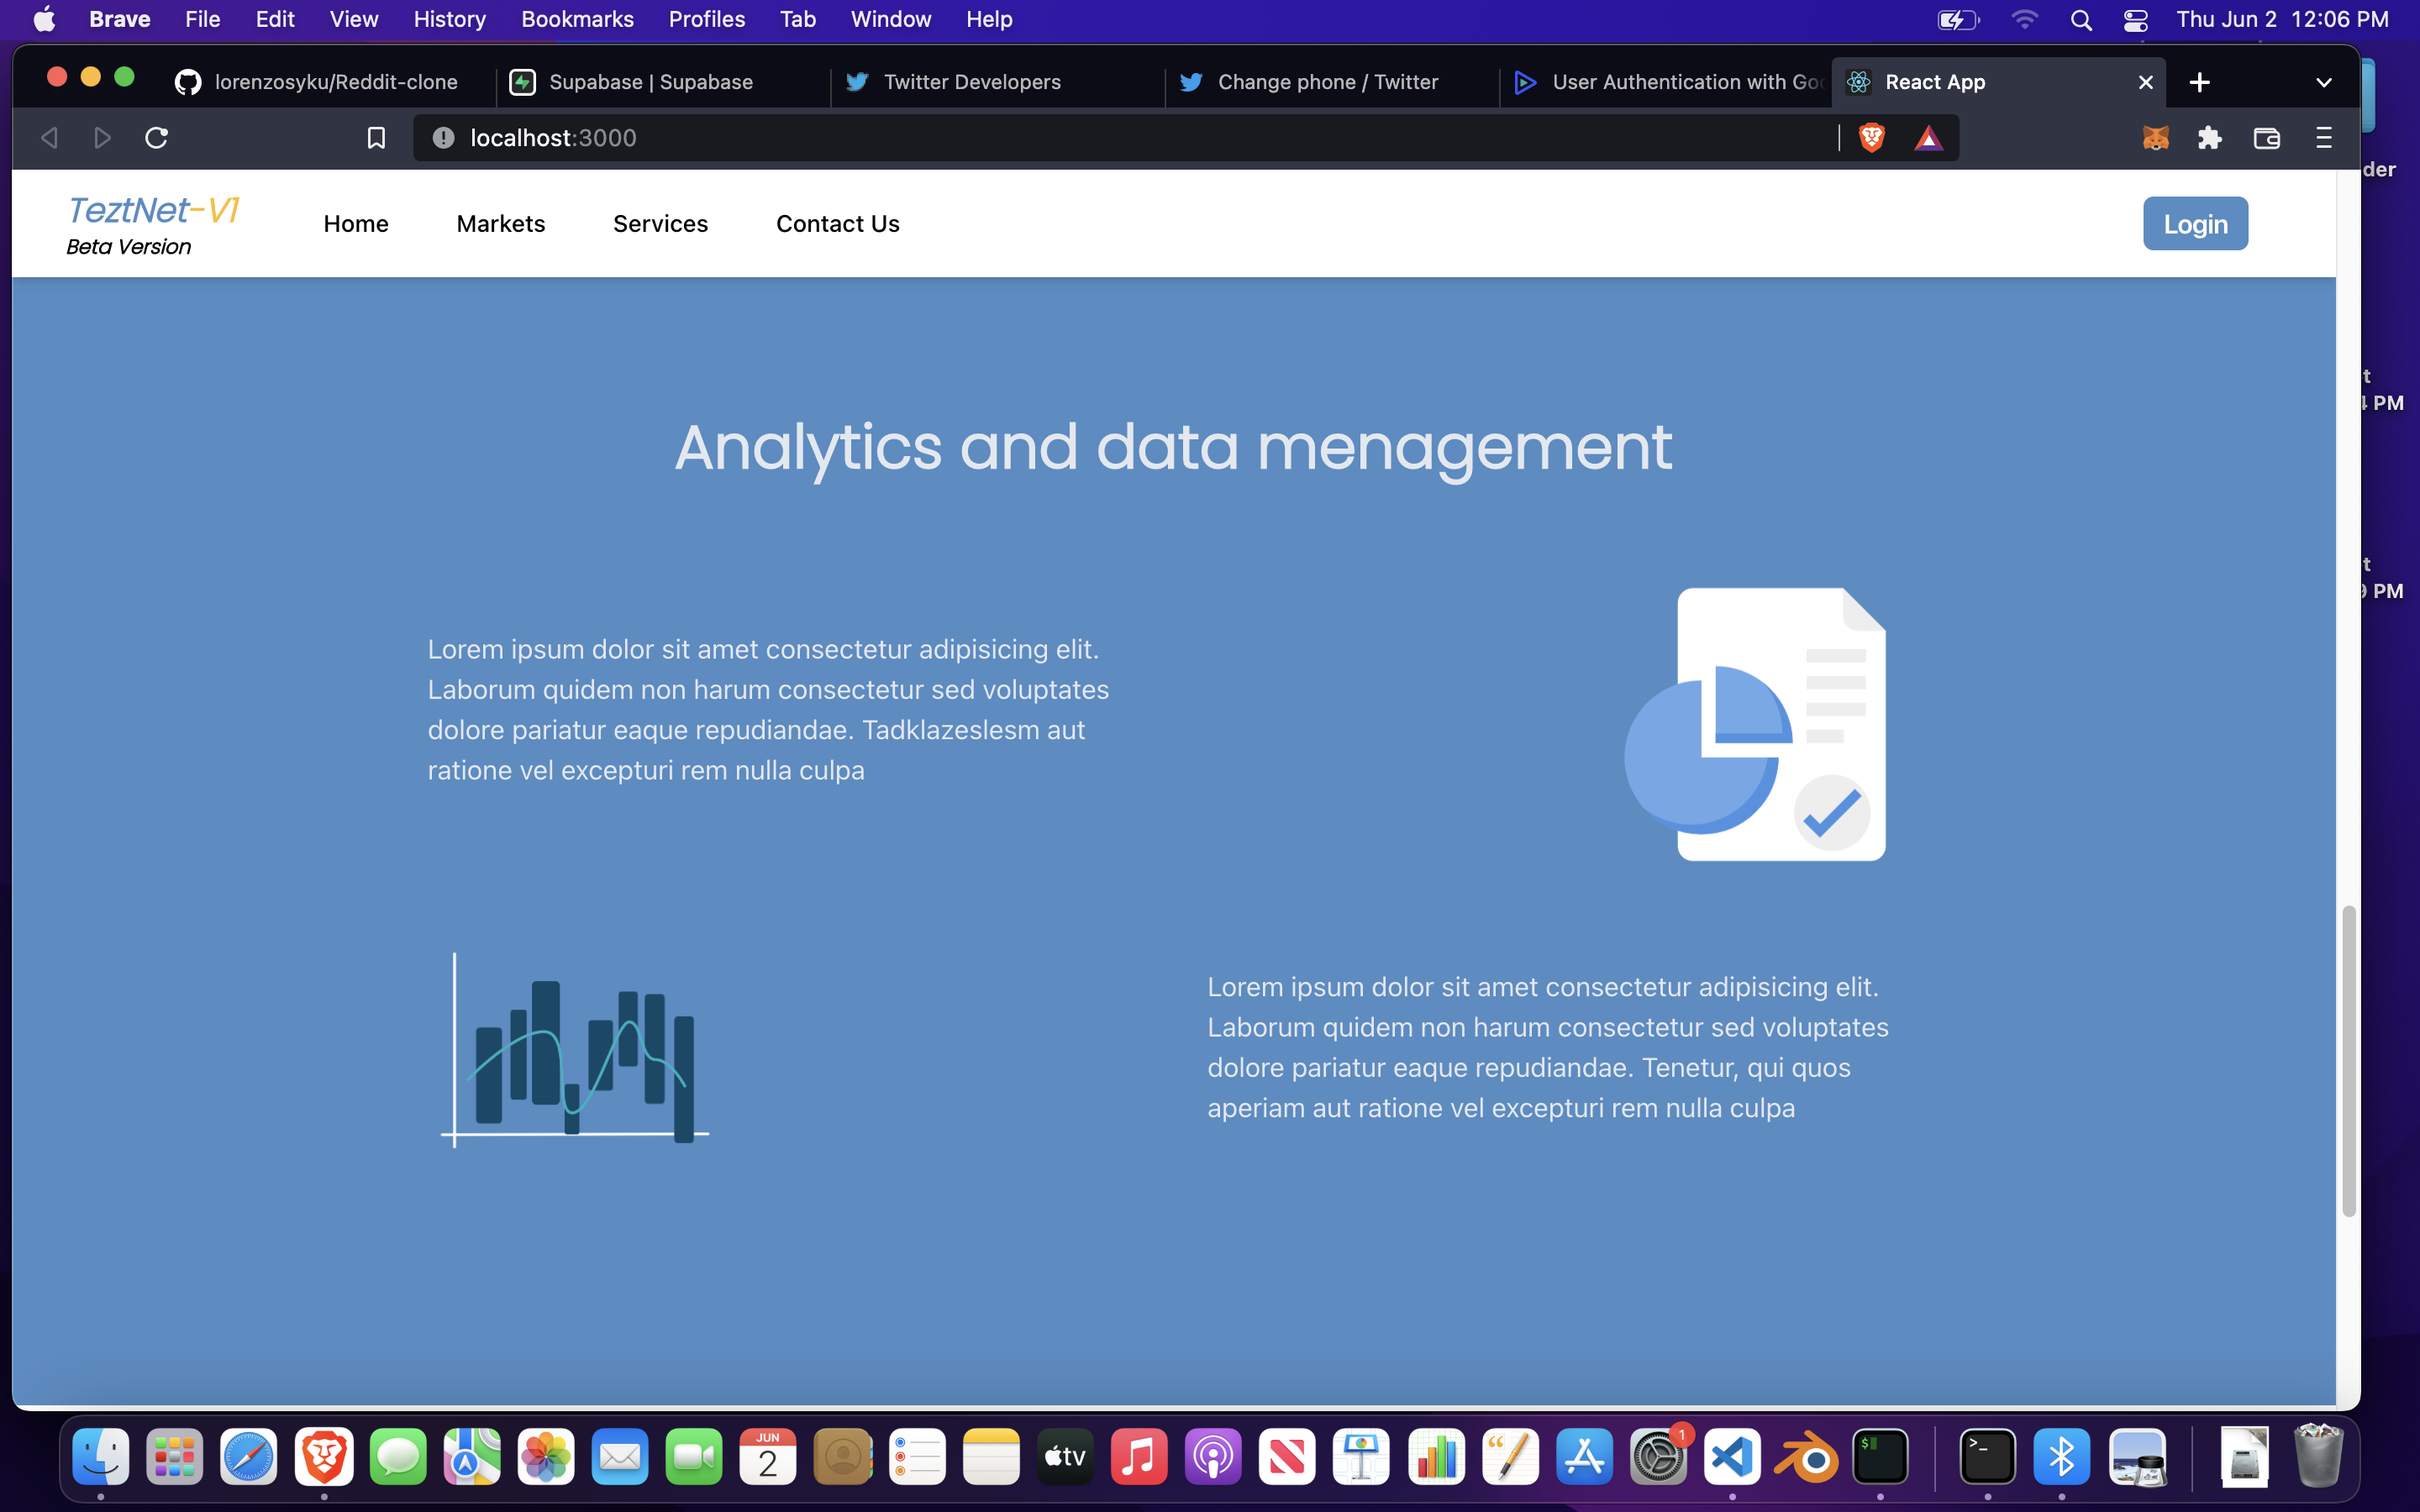 Brave File Edit View History Bookmarks Profiles Tab Window Help Thu Jun 2 12:06 PM
lorenzosyku/Reddit-clone Supabase | Supabase Twitter Developers Change phone / Twitter User Authentication with Go React App
localhost:3000
der
TeztNet-V1
Beta Version
Home Markets Services Contact Us Login
PM
Analytics and data menagement
PM
Lorem ipsum dolor sit amet consectetur adipisicing elit.
Laborum quidem non harum consectetur sed voluptates
dolore pariatur eaque repudiandae. Tadklazeslesm aut
ratione vel excepturi rem nulla culpa
Lorem ipsum dolor sit amet consectetur adipisicing elit.
Laborum quidem non harum consectetur sed voluptates
dolore pariatur eaque repudiandae. Tenetur, qui quos
aperiam aut ratione vel excepturi rem nulla culpa
JUN
2
tv
1